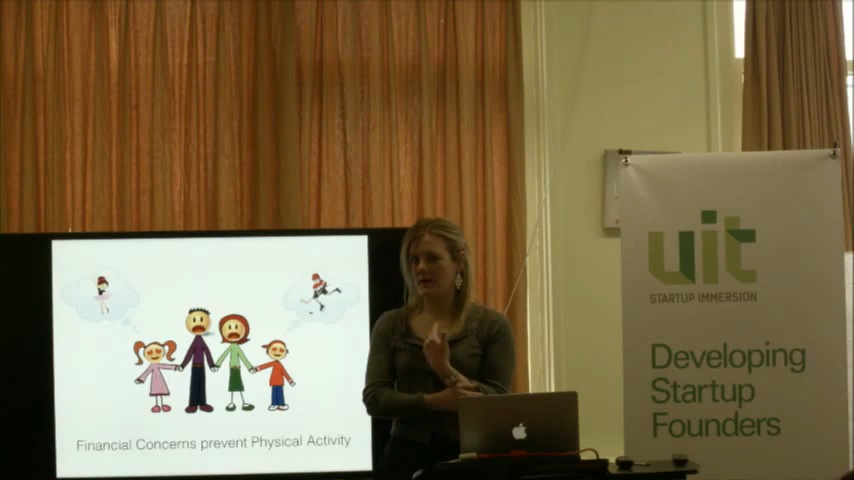 Financial Concerns prevent Physical Activity
uit
STARTUP IMMERSION
Developing
Startup
Founders